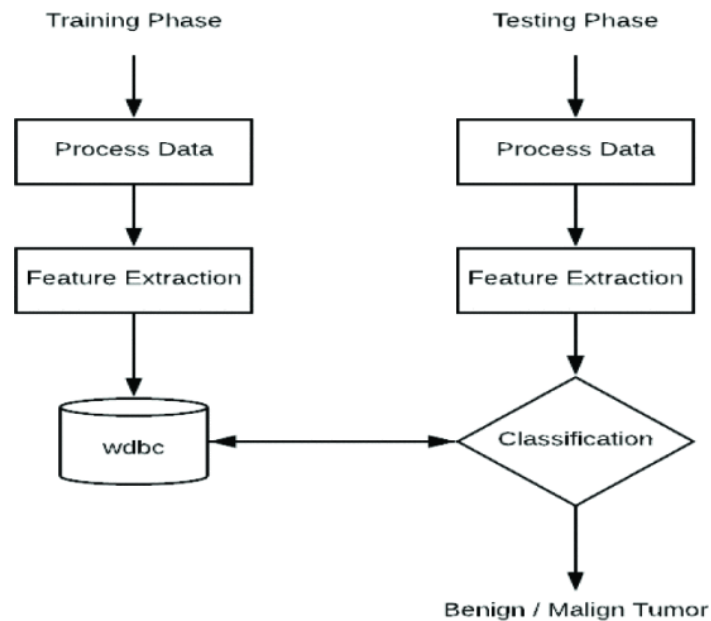 Training Phase
Process Data
Feature Extraction
wdbc
Testing Phase
Process Data
Feature Extraction
Classification
Benign / Malign Tumor